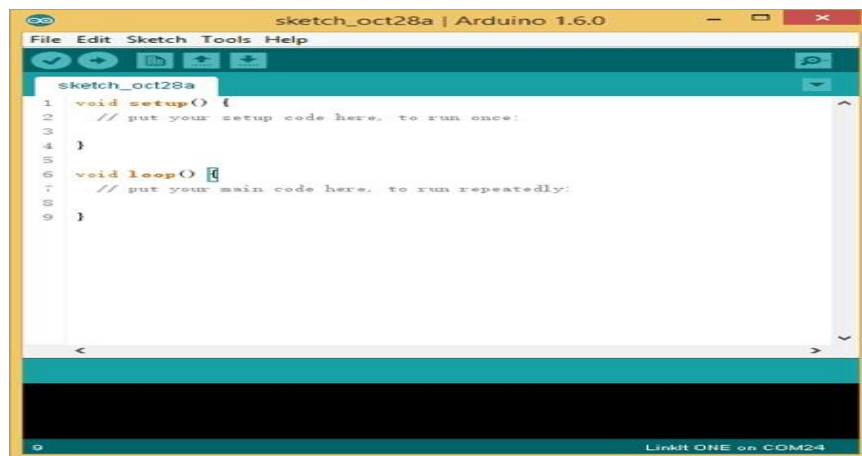 sketch_oct28a | Arduino 1.6.0
File Edit Sketch Tools Help
sketch_oct28a
1 void setup() {
2 // put your setup code here, to run once:
3
4 }
5
6 void loop() {
7 // put your main code here, to run repeatedly:
8
9 }
9 LinkIt ONE on COM24